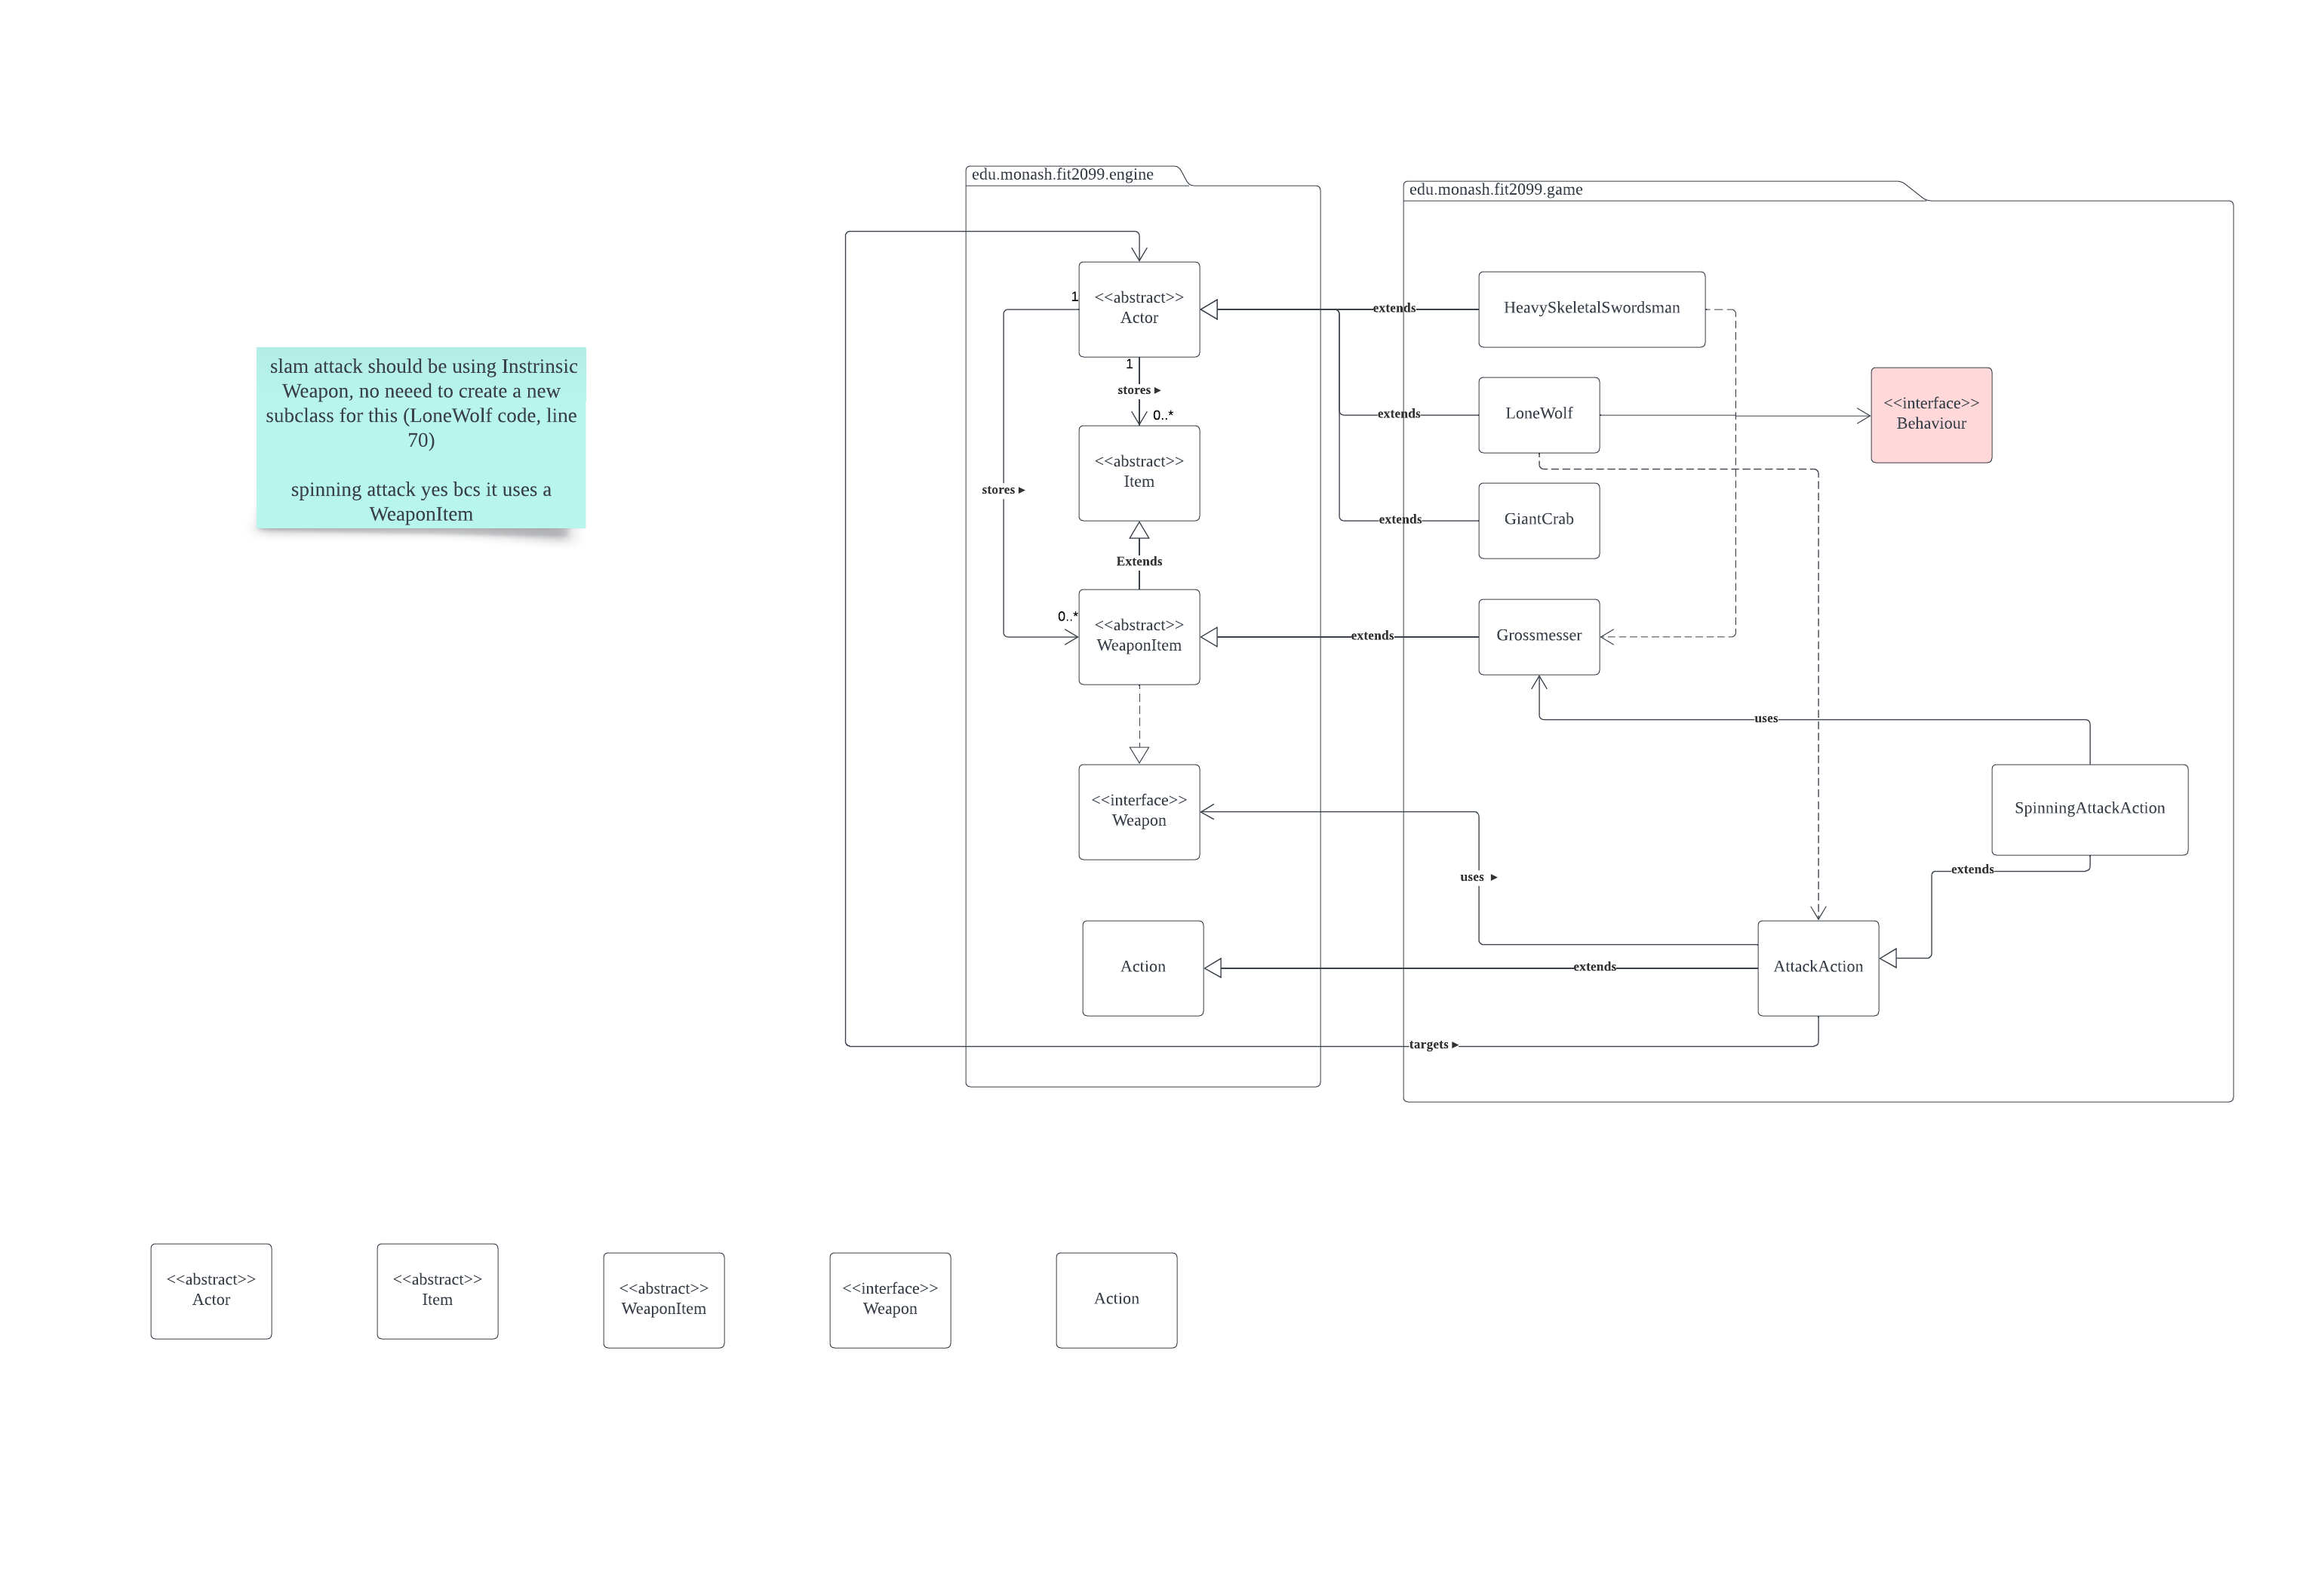 edu.monash.fit2099.engine
edu.monash.fit2099.game
<<abstract>>
Actor
1
1
stores ▸
0..*
<<abstract>>
Item
stores ▸
Extends
0..*
<<abstract>>
WeaponItem
<<interface>>
Weapon
Action
extends
HeavySkeletalSwordsman
extends
LoneWolf
<<interface>>
Behaviour
extends
GiantCrab
extends
Grossmesser
uses
SpinningAttackAction
uses ▸
extends
extends
AttackAction
targets ▸
slam attack should be using Instrinsic
Weapon, no neeed to create a new
subclass for this (LoneWolf code, line
70)
spinning attack yes bcs it uses a
WeaponItem
<<abstract>>
Actor
<<abstract>>
Item
<<abstract>>
WeaponItem
<<interface>>
Weapon
Action